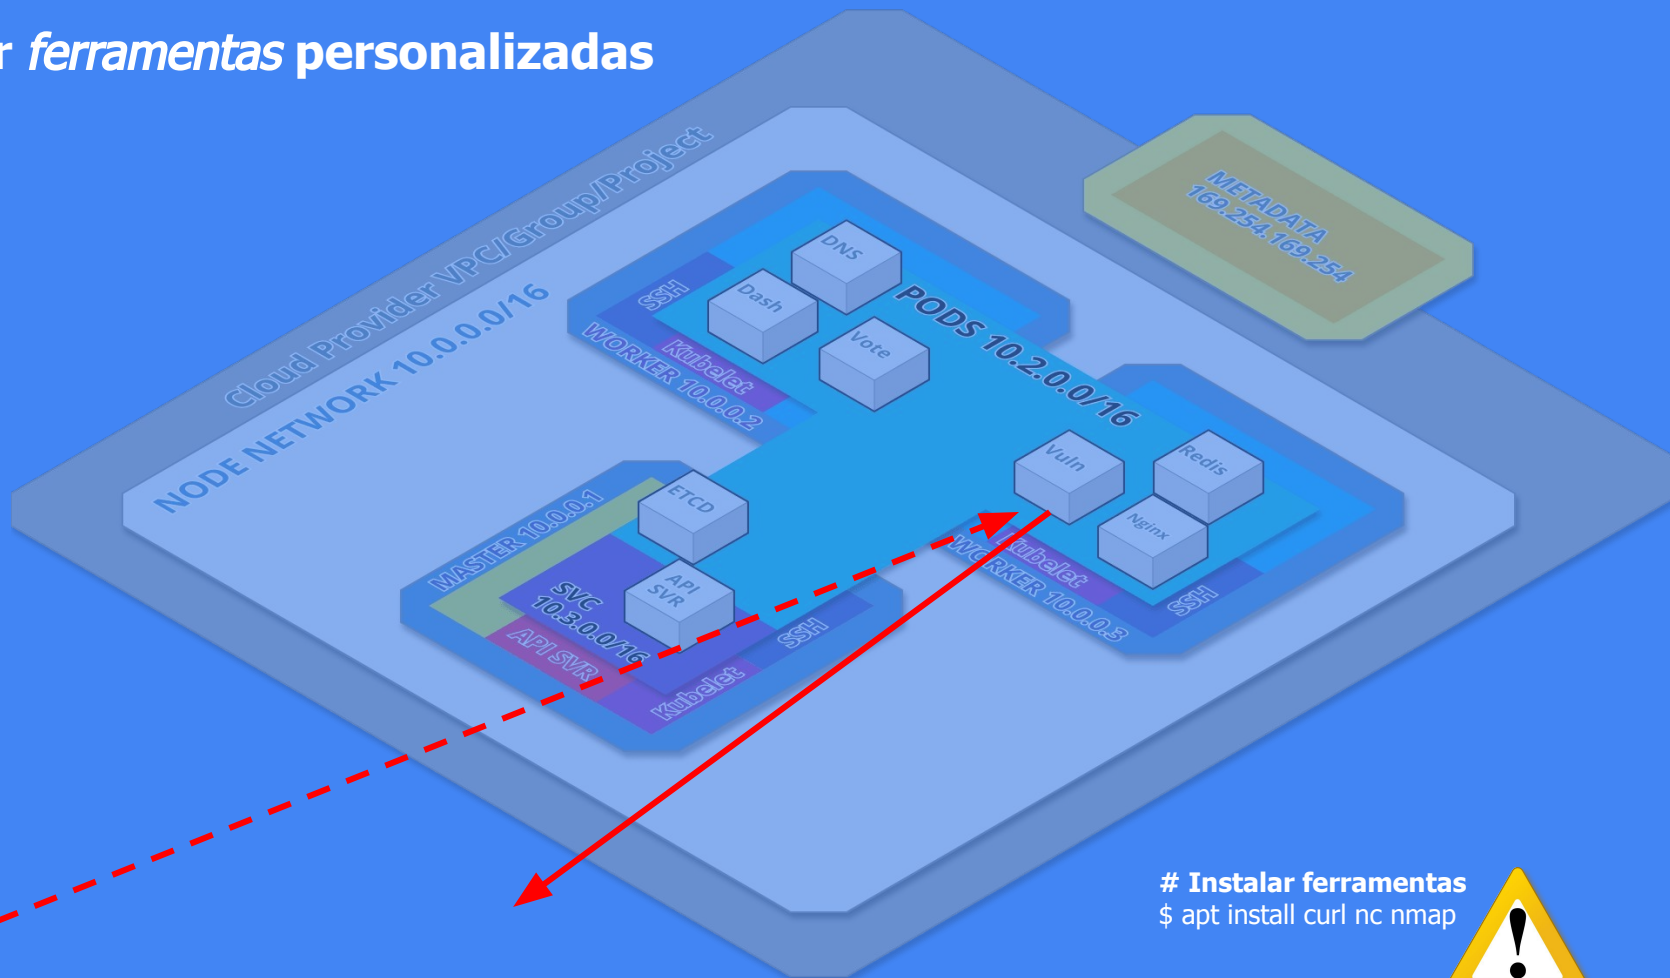 r ferramentas personalizadas
Cloud Provider VPC/Group/Project
NODE NETWORK 10.0.0.0/16
METADATA
169.254.169.254
DNS
Dash
Vote
SSH
Kubelet
WORKER 10.0.0.2
PODS 10.2.0.0/16
Vuln
Redis
Nginx
Kubelet
WORKER 10.0.0.3
SSH
MASTER 10.0.0.1
ETCD
API
SVR
SVC
10.3.0.0/16
API SVR
Kubelet
SSH
# Instalar ferramentas
$ apt install curl nc nmap
!